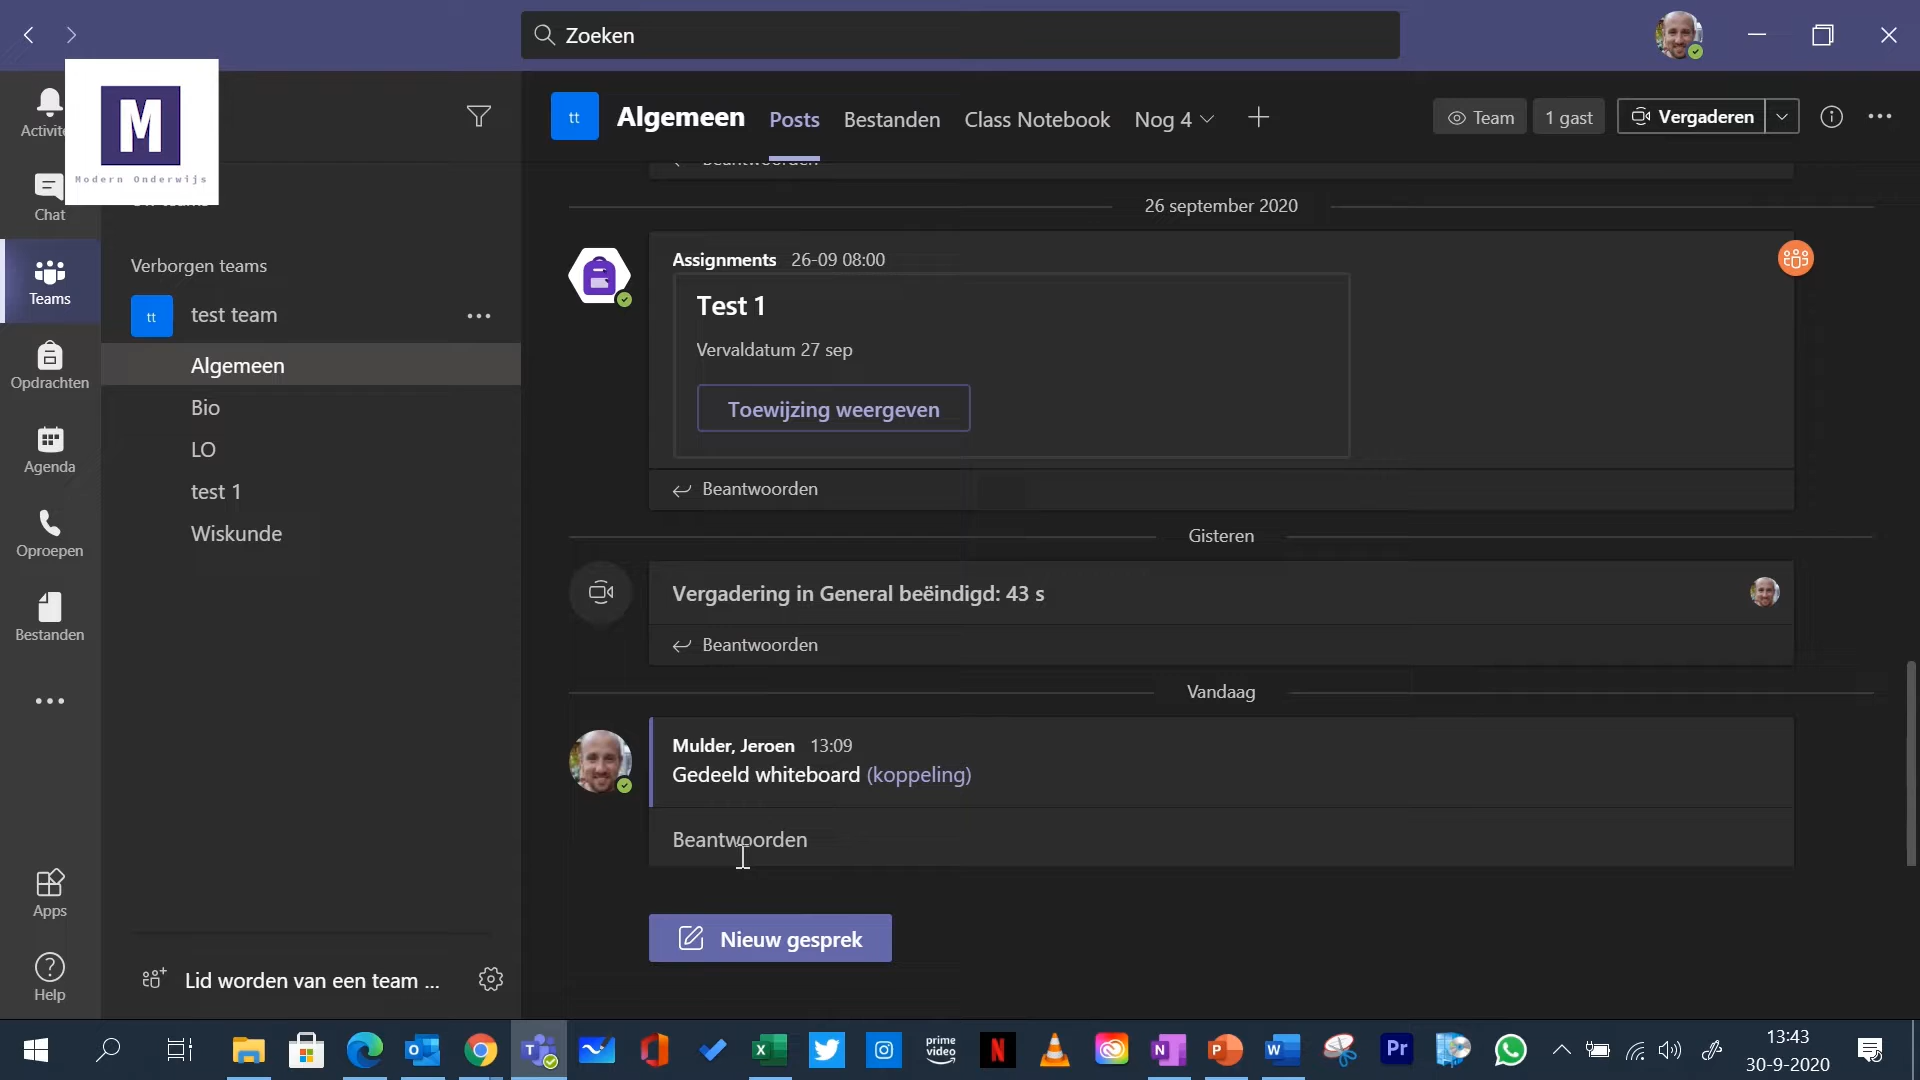 Zoeken
Activite
M
Modern Onderwijs
Chat
Teams
Opdrachten
Agenda
Oproepen
Bestanden
Apps
Help
Verborgen teams
tt
test team
Algemeen
Bio
LO
test 1
Wiskunde
Lid worden van een team ...
tt
Algemeen
Posts
Bestanden
Class Notebook
Nog 4
Team
1 gast
Vergaderen
Beantwoorden
26 september 2020
Assignments 26-09 08:00
Test 1
Vervaldatum 27 sep
Toewijzing weergeven
Beantwoorden
Gisteren
Vergadering in General beëindigd: 43 s
Beantwoorden
Vandaag
Mulder, Jeroen 13:09
Gedeeld whiteboard (koppeling)
Beantwoorden
Nieuw gesprek
prime
video
N
N
P
W
Pr
13:43
30-9-2020